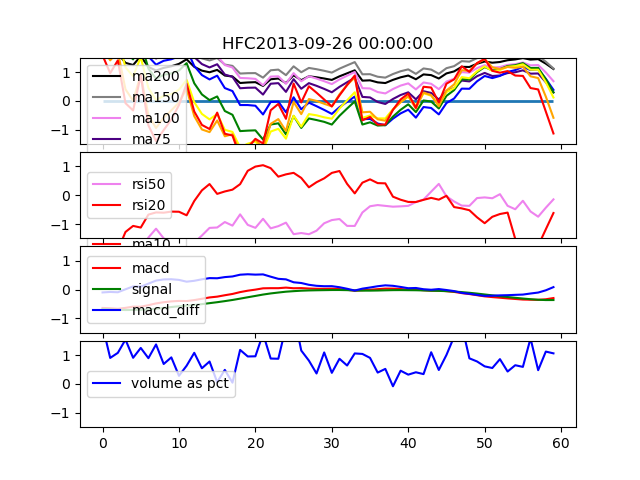 HFC2013-09-26 00:00:00
1
0
−1
ma200
ma150
ma100
ma75
1
0
−1
rsi50
rsi20
ma10
1
0
−1
macd
signal
macd_diff
1
0
−1
volume as pct
0 10 20 30 40 50 60